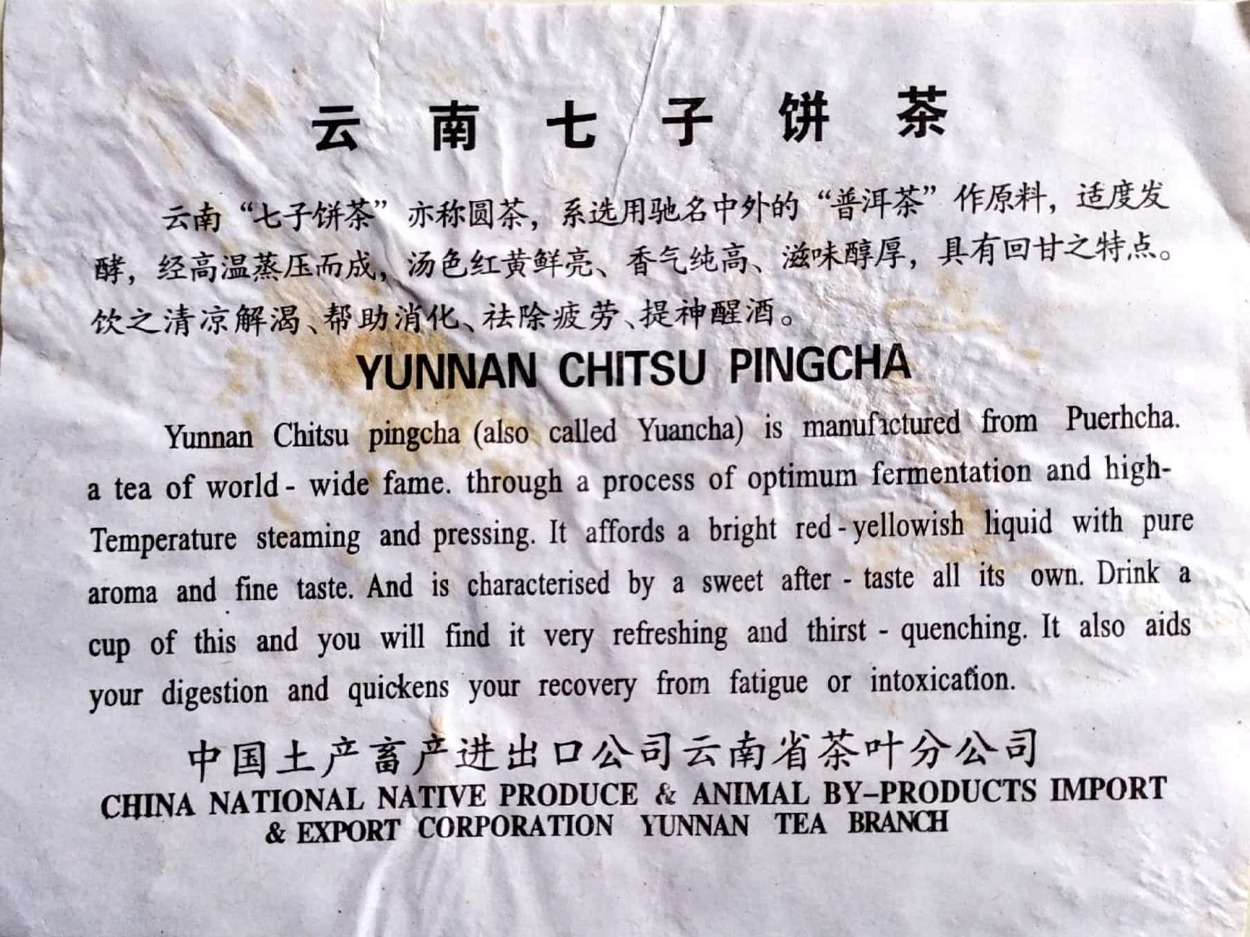 云南七子饼茶
云南“七子饼茶”亦称圆茶，系选用驰名中外的“普洱茶”作原料，适度发
酵，经高温蒸压而成，汤色红黄鲜亮、香气纯高、滋味醇厚，具有回甘之特点。
饮之清凉解渴、帮助消化、祛除疲劳、提神醒酒。
YUNNAN CHITSU PINGCHA
Yunnan Chitsu pingcha (also called Yuancha) is manufactured from Puerhcha.
a tea of world - wide fame. through a process of optimum fermentation and high-
Temperature steaming and pressing. It affords a bright red - yellowish liquid with pure
aroma and fine taste. And is characterised by a sweet after - taste all its own. Drink a
cup of this and you will find it very refreshing and thirst - quenching. It also aids
your digestion and quickens your recovery from fatigue or intoxication.
中国土产畜产进出口公司云南省茶叶分公司
CHINA NATIONAL NATIVE PRODUCE & ANIMAL BY-PRODUCTS IMPORT
& EXPORT CORPORATION YUNNAN TEA BRANCH